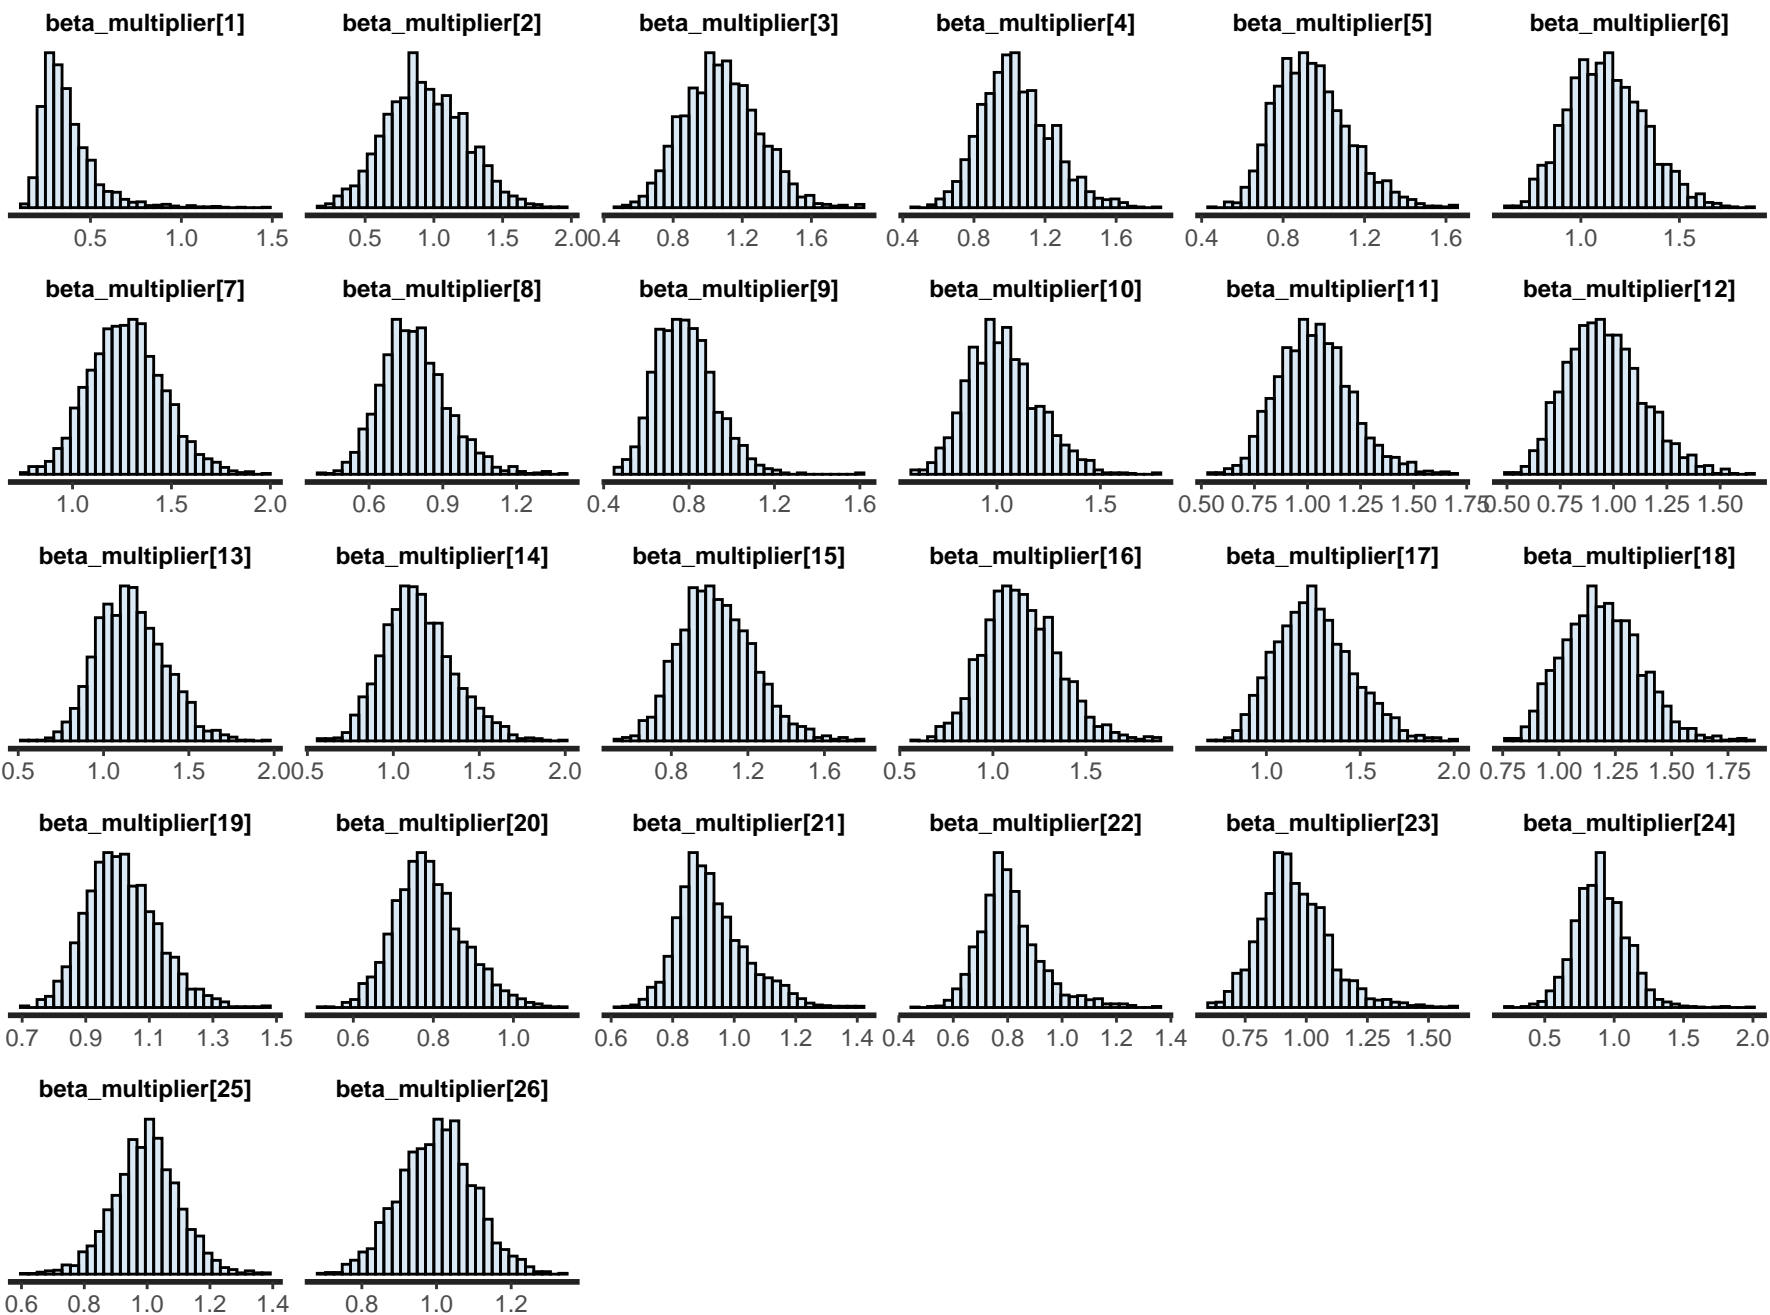 beta_multiplier[1] beta_multiplier[2] beta_multiplier[3] beta_multiplier[4] beta_multiplier[5] beta_multiplier[6]
0.5 1.0 1.5 0.5 1.0 1.5 2.0 0.4 0.8 1.2 1.6 0.4 0.8 1.2 1.6 0.4 0.8 1.2 1.6 1.0 1.5
beta_multiplier[7] beta_multiplier[8] beta_multiplier[9] beta_multiplier[10] beta_multiplier[11] beta_multiplier[12]
1.0 1.5 2.0 0.6 0.9 1.2 0.4 0.8 1.2 1.6 1.0 1.5 0.50 0.75 1.00 1.25 1.50 1.75 0.50 0.75 1.00 1.25 1.50
beta_multiplier[13] beta_multiplier[14] beta_multiplier[15] beta_multiplier[16] beta_multiplier[17] beta_multiplier[18]
0.5 1.0 1.5 2.0 0.5 1.0 1.5 2.0 0.8 1.2 1.6 0.5 1.0 1.5 1.0 1.5 2.0 0.75 1.00 1.25 1.50 1.75
beta_multiplier[19] beta_multiplier[20] beta_multiplier[21] beta_multiplier[22] beta_multiplier[23] beta_multiplier[24]
0.7 0.9 1.1 1.3 1.5 0.6 0.8 1.0 0.6 0.8 1.0 1.2 1.4 0.4 0.6 0.8 1.0 1.2 1.4 0.75 1.00 1.25 1.50 0.5 1.0 1.5 2.0
beta_multiplier[25] beta_multiplier[26]
0.6 0.8 1.0 1.2 1.4 0.8 1.0 1.2